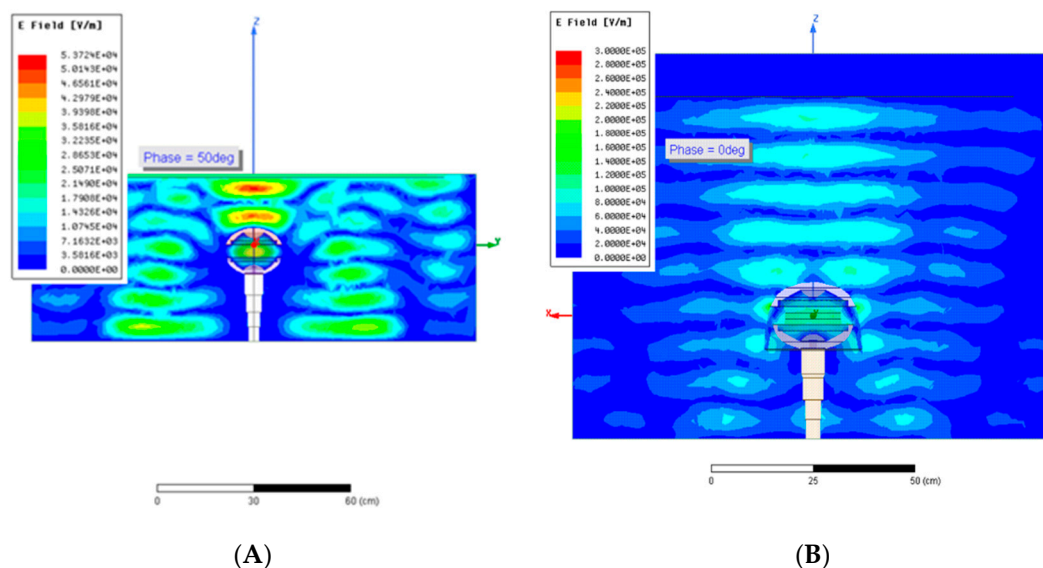 E Field [V/m]
5.3724E+04
5.0143E+04
4.6561E+04
4.2979E+04
3.9398E+04
3.5816E+04
3.2235E+04
2.8653E+04
2.5071E+04
2.1490E+04
1.7908E+04
1.4326E+04
1.0745E+04
7.1632E+03
3.5816E+03
0.0000E+00
Z
Phase = 50deg
Y
0
30
60 (cm)
(A)
E Field [V/m]
3.0000E+05
2.8000E+05
2.6000E+05
2.4000E+05
2.2000E+05
2.0000E+05
1.8000E+05
1.6000E+05
1.4000E+05
1.2000E+05
1.0000E+05
8.0000E+04
6.0000E+04
4.0000E+04
2.0000E+04
0.0000E+00
Z
Phase = 0deg
X
0
25
50 (cm)
(B)